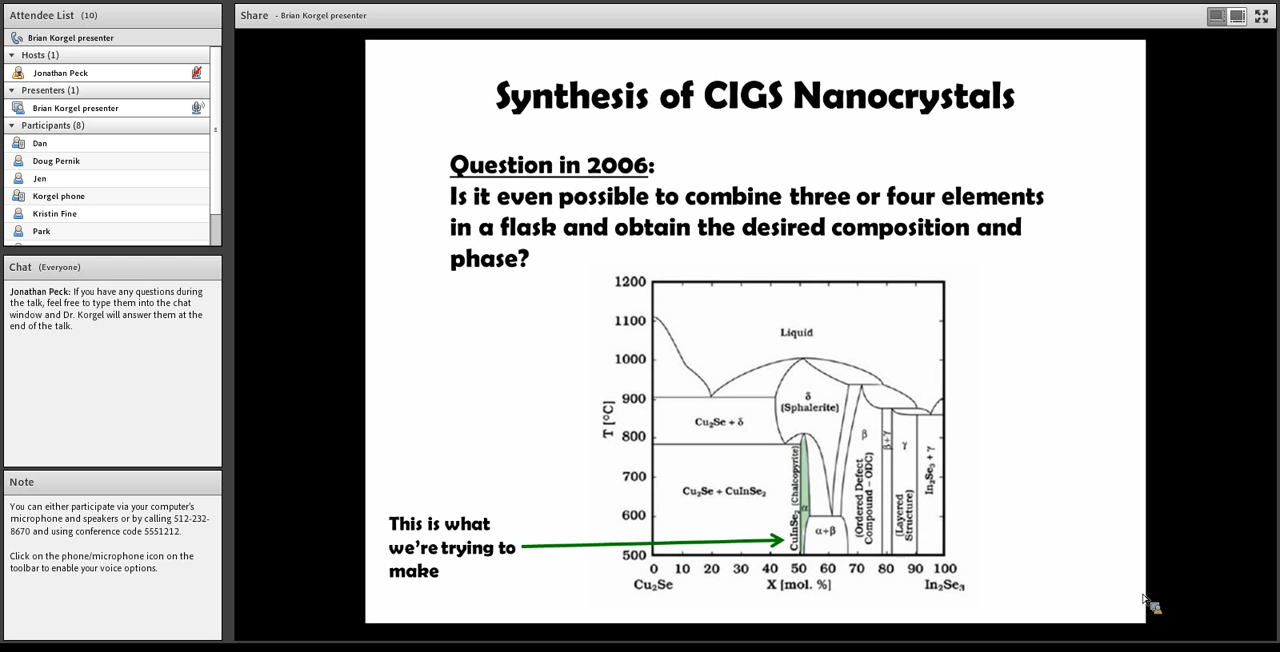 Attendee List (10)
Brian Korgel presenter
Hosts (1)
Jonathan Peck
Presenters (1)
Brian Korgel presenter
Participants (8)
Dan
Doug Pernik
Jen
Korgel phone
Kristin Fine
Park
Chat (Everyone)
Jonathan Peck: If you have any questions during
the talk, feel free to type them into the chat
window and Dr. Korgel will answer them at the
end of the talk.
Note
You can either participate via your computer's
microphone and speakers or by calling 512-232-
8670 and using conference code 5551212.
Click on the phone/microphone icon on the
toolbar to enable your voice options.
Share - Brian Korgel presenter
Synthesis of CIGS Nanocrystals
Question in 2006:
Is it even possible to combine three or four elements
in a flask and obtain the desired composition and
phase?
This is what
we're trying to
make
T [°C]
1200
1100
1000
900
800
700
600
500
Liquid
δ
(Sphalerite)
Cu₂Se + δ
Cu₂Se + CuInSe₂
CuInSe₂ (Chalcopyrite)
α
α+β
β
(Ordered Defect
Compound – ODC)
β+γ
γ
(Layered
Structure)
In₂Se₃ + γ
0 10 20 30 40 50 60 70 80 90 100
Cu₂Se X [mol. %] In₂Se₃